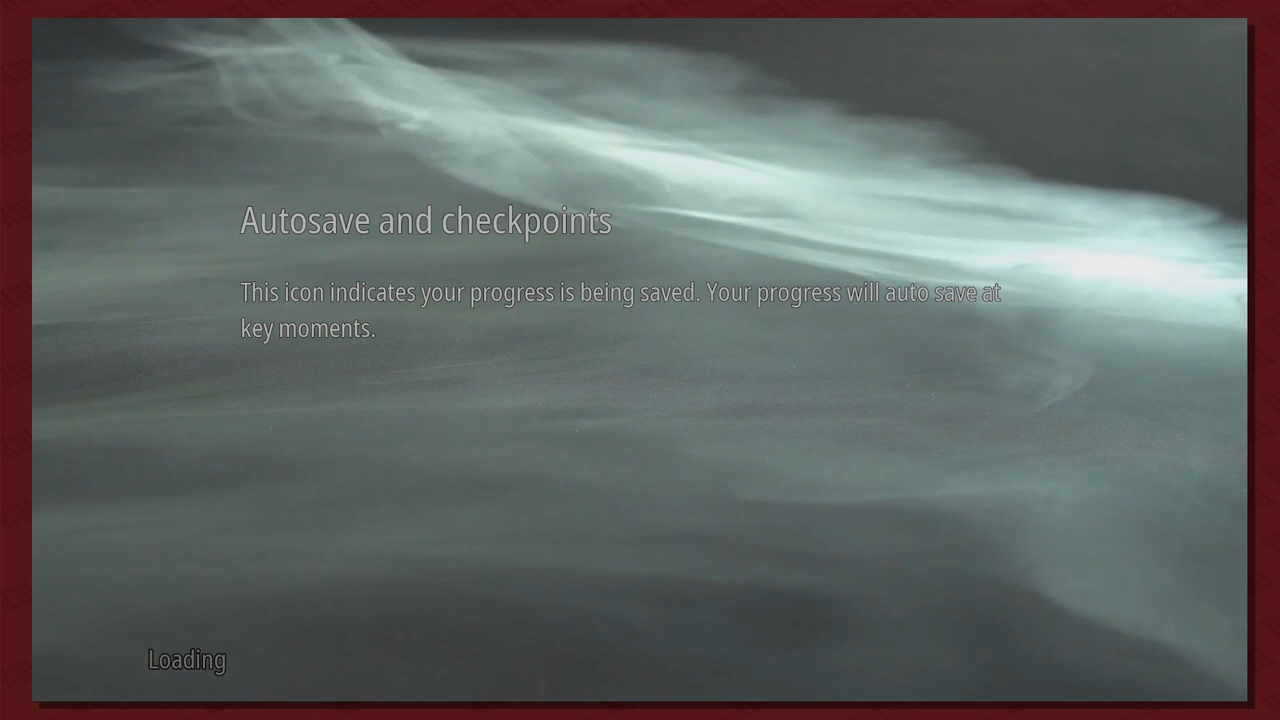 Autosave and checkpoints
This icon indicates your progress is being saved. Your progress will auto save at
key moments.
Loading